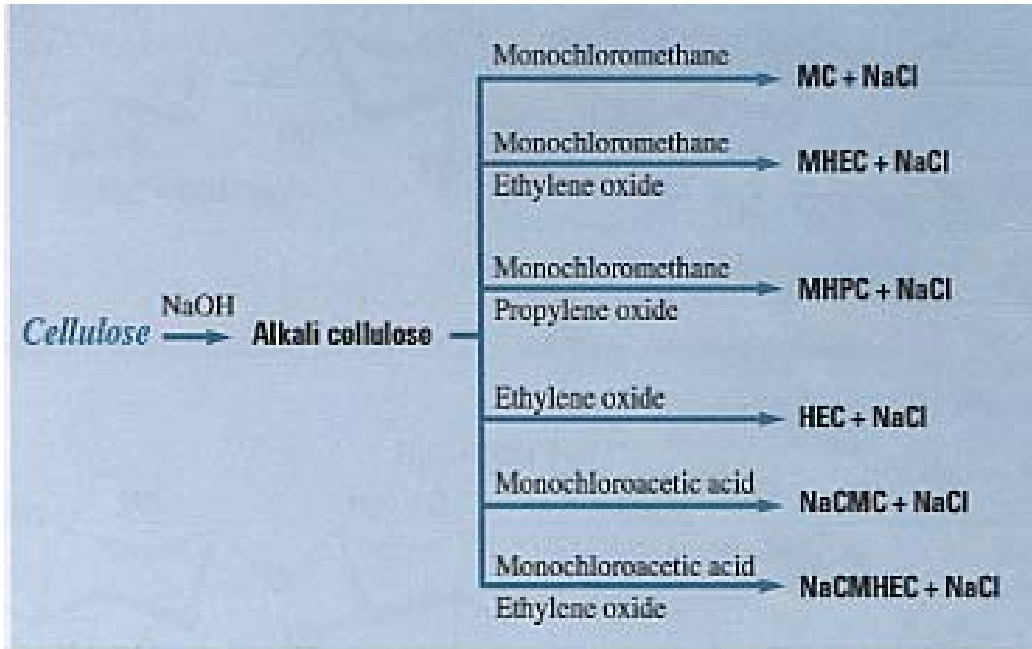 Monochloromethane
MC + NaCl
Monochloromethane
MHEC + NaCl
Ethylene oxide
Monochloromethane
MHPC + NaCl
Propylene oxide
NaOH
Cellulose
Alkali cellulose
Ethylene oxide
HEC + NaCl
Monochloroacetic acid
NaCMC + NaCl
Monochloroacetic acid
NaCMHEC + NaCl
Ethylene oxide